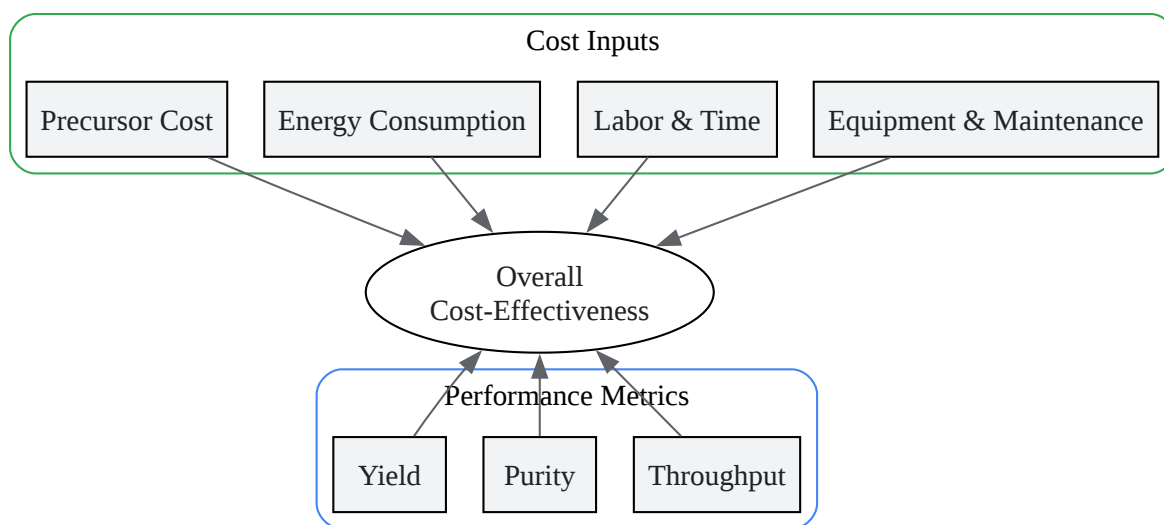 Cost Inputs
Precursor Cost
Energy Consumption
Labor & Time
Equipment & Maintenance
Overall
Cost-Effectiveness
Performance Metrics
Yield
Purity
Throughput